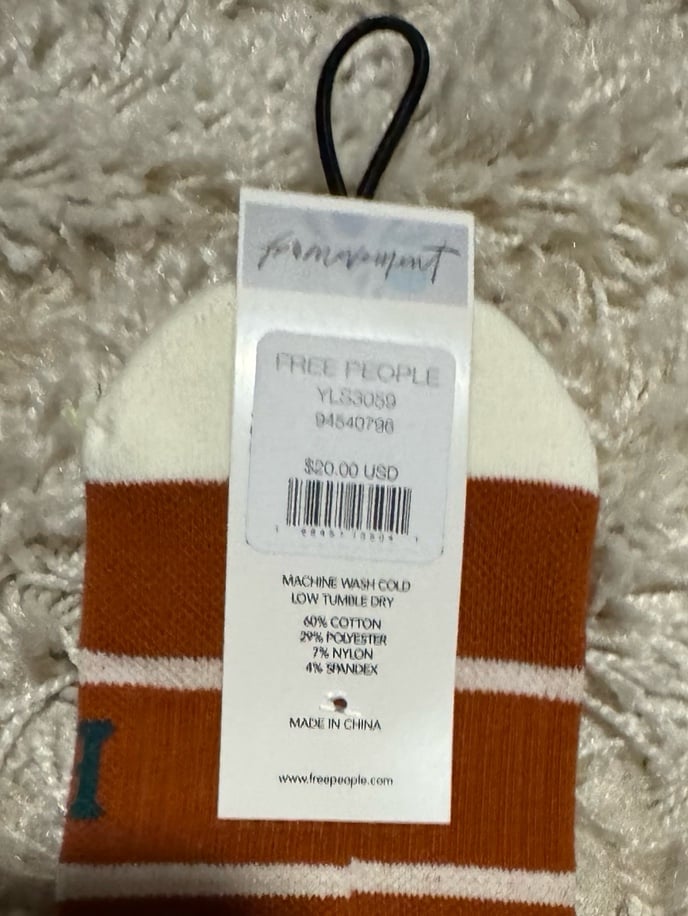 fp movement
FREE PEOPLE
YLS3059
94540796
$20.00 USD
MACHINE WASH COLD
LOW TUMBLE DRY
60% COTTON
29% POLYESTER
7% NYLON
4% SPANDEX
MADE IN CHINA
www.freepeople.com